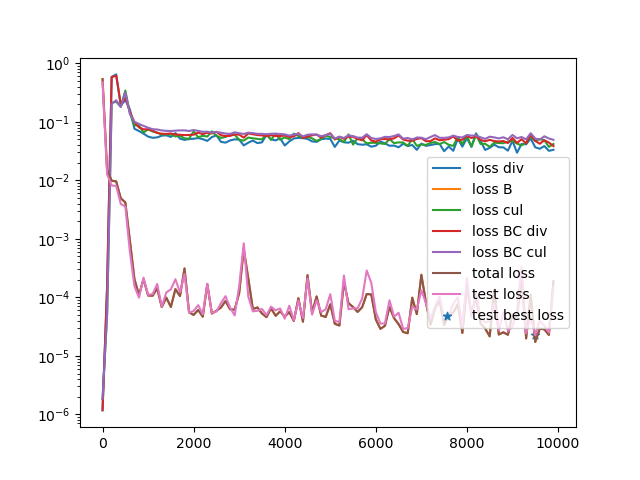 10⁰
10⁻¹
10⁻²
10⁻³
10⁻⁴
10⁻⁵
10⁻⁶
loss div
loss B
loss cul
loss BC div
loss BC cul
total loss
test loss
test best loss
0 2000 4000 6000 8000 10000